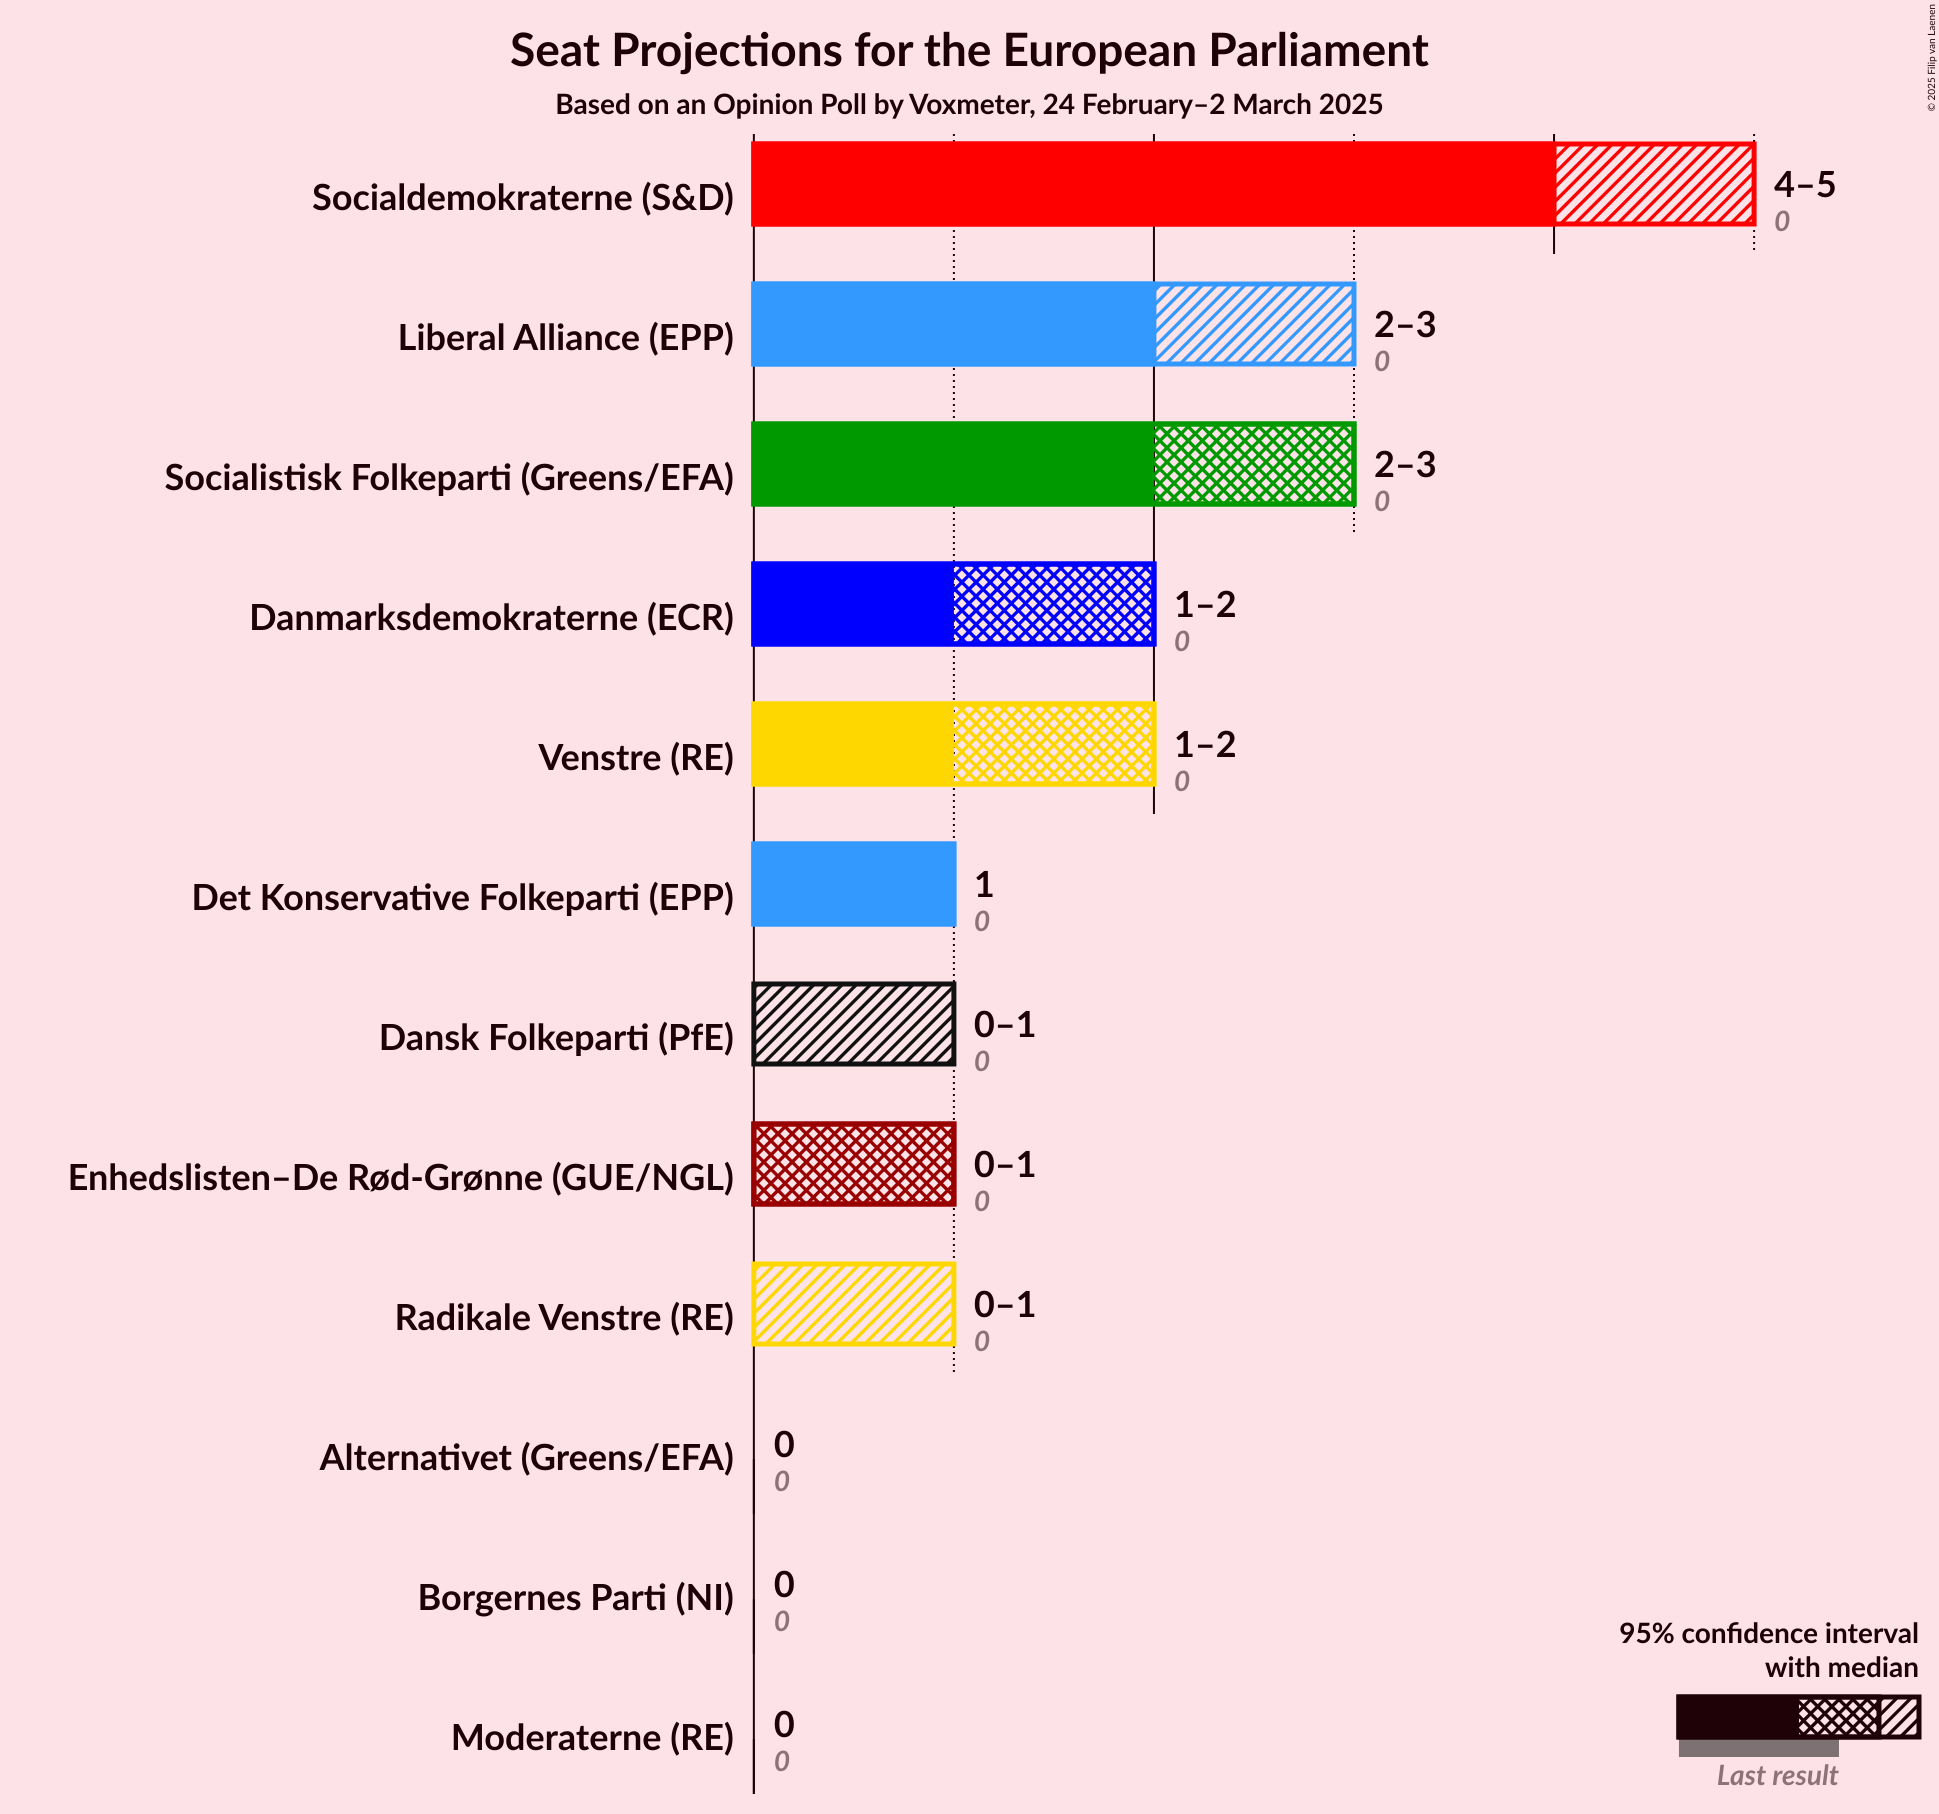 Seat Projections for the European Parliament
Based on an Opinion Poll by Voxmeter, 24 February–2 March 2025
© 2025 Filip van Laenen
Socialdemokraterne (S&D)
4–5
0
Liberal Alliance (EPP)
2–3
0
Socialistisk Folkeparti (Greens/EFA)
2–3
0
Danmarksdemokraterne (ECR)
1–2
0
Venstre (RE)
1–2
0
Det Konservative Folkeparti (EPP)
1
0
Dansk Folkeparti (PfE)
0–1
0
Enhedslisten–De Rød-Grønne (GUE/NGL)
0–1
0
Radikale Venstre (RE)
0–1
0
Alternativet (Greens/EFA)
0
0
Borgernes Parti (NI)
0
0
Moderaterne (RE)
0
0
95% confidence interval
with median
Last result